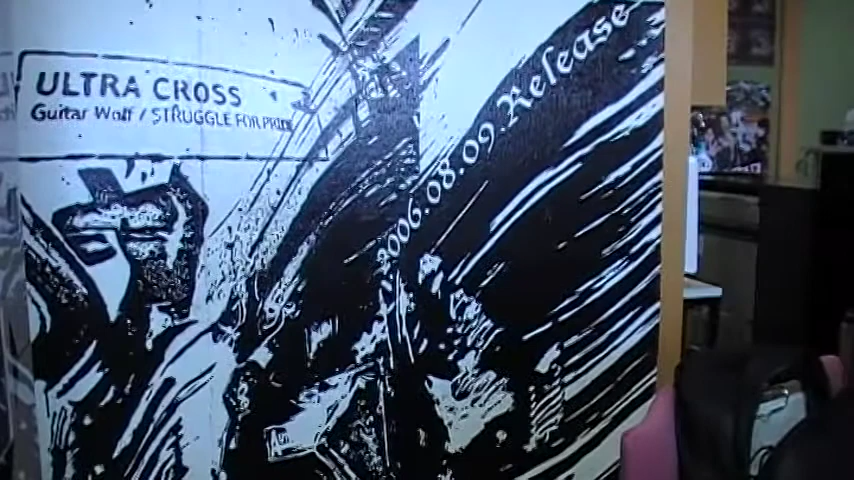 ULTRA CROSS
Guitar Wolf / STRUGGLE FOR PRIDE
2006.08.09. Release